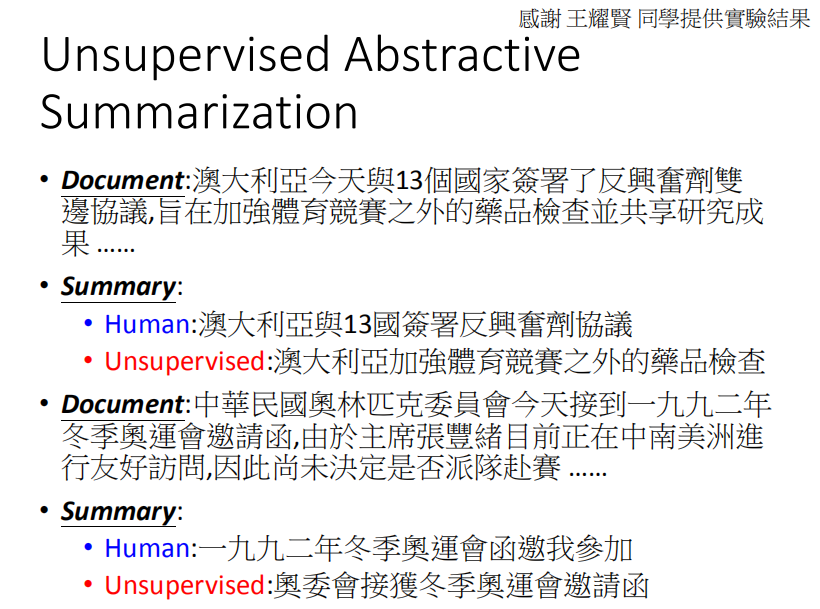 感謝 王耀賢 同學提供實驗結果
Unsupervised Abstractive
Summarization
• Document:澳大利亞今天與13個國家簽署了反興奮劑雙
邊協議,旨在加強體育競賽之外的藥品檢查並共享研究成
果 ……
• Summary:
• Human:澳大利亞與13國簽署反興奮劑協議
• Unsupervised:澳大利亞加強體育競賽之外的藥品檢查
• Document:中華民國奧林匹克委員會今天接到一九九二年
冬季奧運會邀請函,由於主席張豐緒目前正在中南美洲進
行友好訪問,因此尚未決定是否派隊赴賽 ……
• Summary:
• Human:一九九二年冬季奧運會函邀我參加
• Unsupervised:奧委會接獲冬季奧運會邀請函